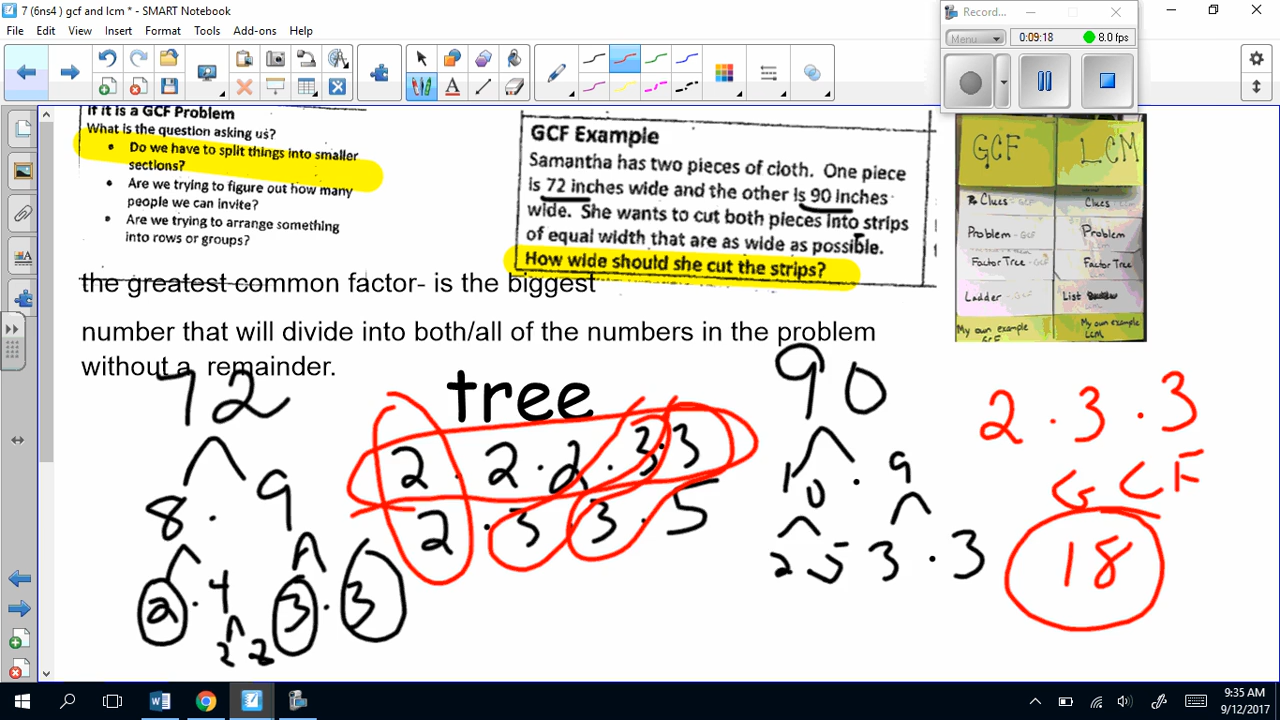 7 (6ns4 ) gcf and lcm * - SMART Notebook
File Edit View Insert Format Tools Add-ons Help
Record...
Menu 0:09:18 8.0 fps
If it is a GCF Problem
What is the question asking us?
• Do we have to split things into smaller
sections?
• Are we trying to figure out how many
people we can invite?
• Are we trying to arrange something
into rows or groups?
GCF Example
Samantha has two pieces of cloth. One piece
is 72 inches wide and the other is 90 inches
wide. She wants to cut both pieces into strips
of equal width that are as wide as possible.
How wide should she cut the strips?
GCF LCM
Clues Clues
Problem - GCF Problem
Factor Tree - GCF Factor Tree
Ladder - GCF List
My own example GCF My own example LCM
the greatest common factor- is the biggest
number that will divide into both/all of the numbers in the problem
without a remainder.
72
8 . 9
2 . 4 3 . 3
2 2
tree
2 . 2 . 2 . 3 . 3
2 . 3 . 3 . 5
90
10 . 9
2 5 3 . 3
2 . 3 . 3
GCF
18
9:35 AM
9/12/2017